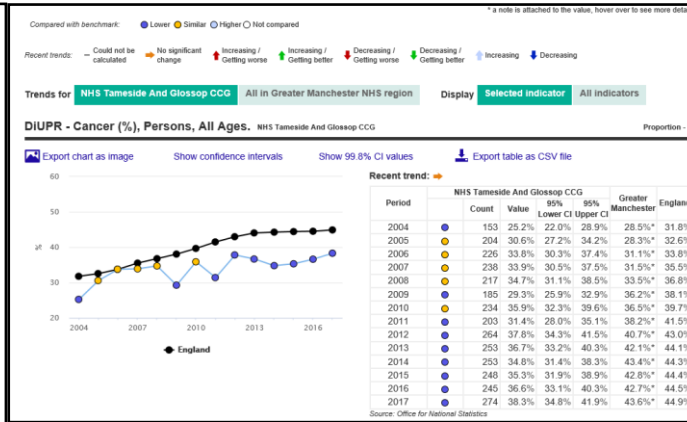 * a note is attached to the value, hover over to see more deta
Compared with benchmark: Lower Similar Higher Not compared
Recent trends: – Could not be calculated No significant change Increasing / Getting worse Increasing / Getting better Decreasing / Getting worse Decreasing / Getting better Increasing Decreasing
Trends for NHS Tameside And Glossop CCG All in Greater Manchester NHS region Display Selected indicator All indicators
DiUPR - Cancer (%), Persons, All Ages. NHS Tameside And Glossop CCG Proportion -
Export chart as image Show confidence intervals Show 99.8% CI values Export table as CSV file
60
50
40
30
20
%
2004 2007 2010 2013 2016
England
Recent trend:
Period NHS Tameside And Glossop CCG Greater Manchester England
Count Value 95% Lower CI 95% Upper CI
2004 153 25.2% 22.0% 28.9% 28.5%* 31.8%
2005 204 30.6% 27.2% 34.2% 28.3%* 32.6%
2006 226 33.8% 30.3% 37.4% 31.1%* 33.8%
2007 238 33.9% 30.5% 37.5% 31.5%* 35.5%
2008 217 34.7% 31.1% 38.5% 33.5%* 36.8%
2009 185 29.3% 25.9% 32.9% 36.2%* 38.1%
2010 234 35.9% 32.3% 39.6% 36.5%* 39.7%
2011 203 31.4% 28.0% 35.1% 38.2%* 41.5%
2012 264 37.8% 34.3% 41.5% 40.7%* 43.0%
2013 253 36.7% 33.2% 40.3% 42.1%* 44.1%
2014 253 34.8% 31.4% 38.3% 43.4%* 44.3%
2015 248 35.3% 31.9% 38.9% 42.8%* 44.4%
2016 245 36.6% 33.1% 40.3% 42.7%* 44.5%
2017 274 38.3% 34.8% 41.9% 43.6%* 44.9%
Source: Office for National Statistics